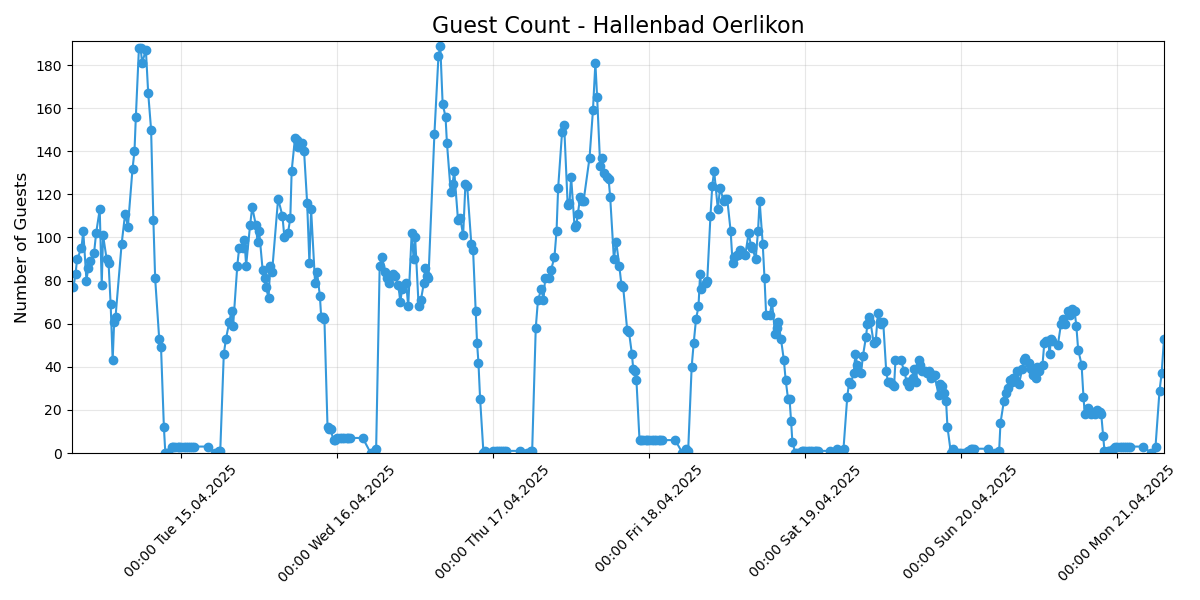 Guest Count - Hallenbad Oerlikon
Number of Guests
180
160
140
120
100
80
60
40
20
0
00:00 Tue 15.04.2025
00:00 Wed 16.04.2025
00:00 Thu 17.04.2025
00:00 Fri 18.04.2025
00:00 Sat 19.04.2025
00:00 Sun 20.04.2025
00:00 Mon 21.04.2025